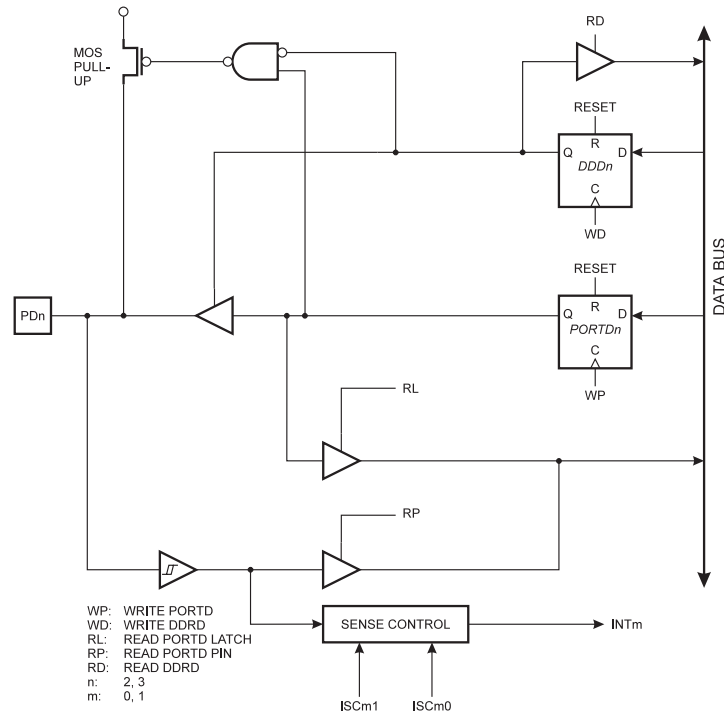 RD
MOS
PULL-
UP
RESET
R
Q
D
DDDn
C
WD
DATA BUS
RESET
PDn
R
Q
D
PORTDn
C
WP
RL
RP
WP: WRITE PORTD
WD: WRITE DDRD
RL: READ PORTD LATCH
RP: READ PORTD PIN
RD: READ DDRD
n: 2, 3
m: 0, 1
SENSE CONTROL
INTm
ISCm1
ISCm0